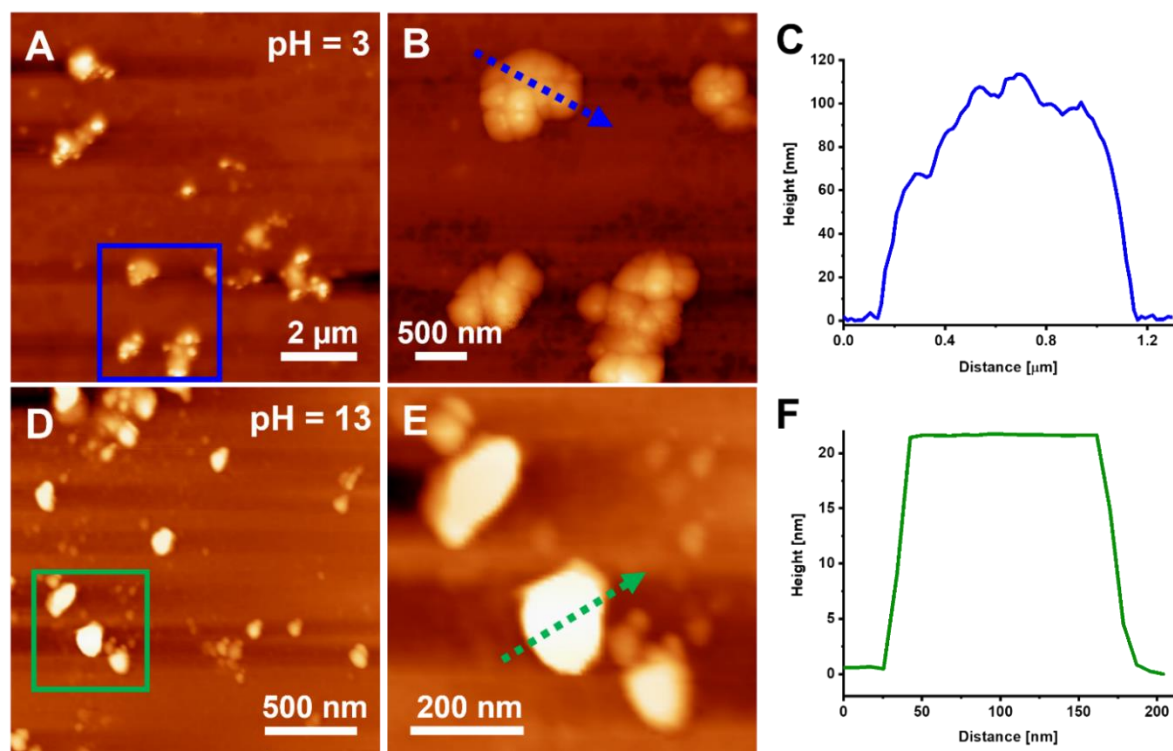 A
pH = 3
2 μm
B
500 nm
C
120
100
80
60
40
20
0
Height [nm]
0.0
0.4
0.8
1.2
Distance [μm]
D
pH = 13
500 nm
E
200 nm
F
20
15
10
5
0
Height [nm]
0
50
100
150
200
Distance [nm]